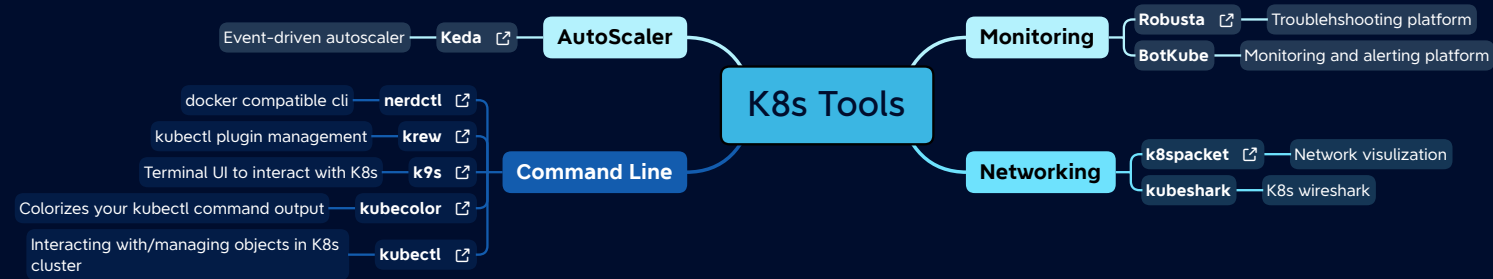 K8s Tools
AutoScaler
Keda
Event-driven autoscaler
Command Line
nerdctl
docker compatible cli
krew
kubectl plugin management
k9s
Terminal UI to interact with K8s
kubecolor
Colorizes your kubectl command output
kubectl
Interacting with/managing objects in K8s
cluster
Monitoring
Robusta
Troublehshooting platform
BotKube
Monitoring and alerting platform
Networking
k8spacket
Network visulization
kubeshark
K8s wireshark